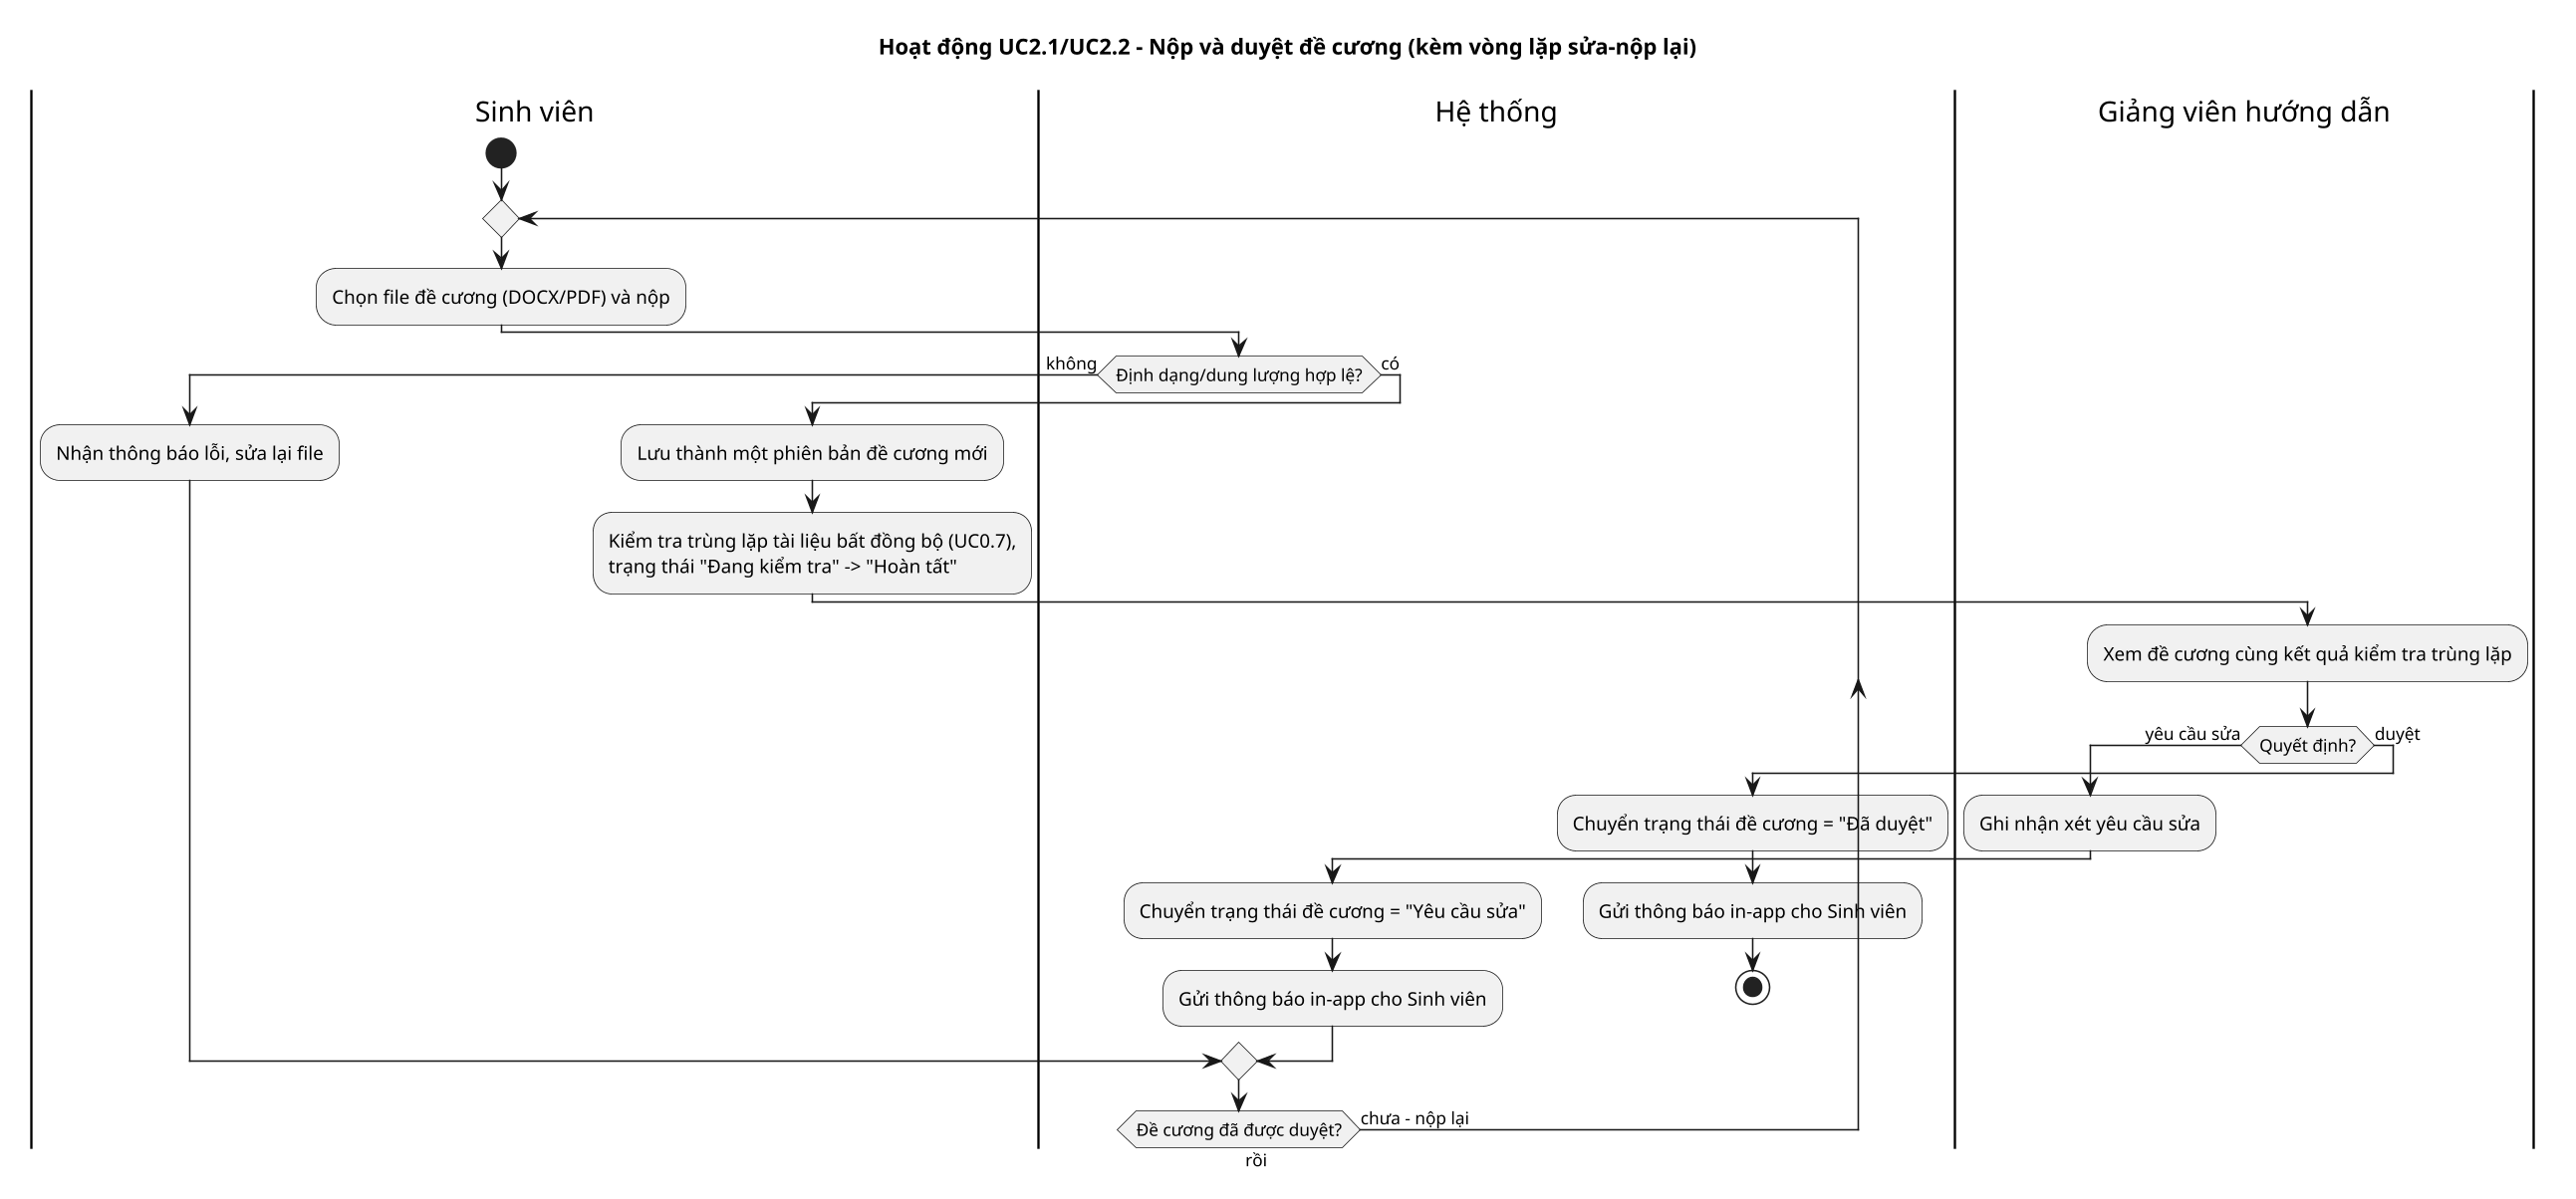 Hoạt động UC2.1/UC2.2 - Nộp và duyệt đề cương (kèm vòng lặp sửa-nộp lại)
Sinh viên
Hệ thống
Giảng viên hướng dẫn
Chọn file đề cương (DOCX/PDF) và nộp
không
Định dạng/dung lượng hợp lệ?
có
Nhận thông báo lỗi, sửa lại file
Lưu thành một phiên bản đề cương mới
Kiểm tra trùng lặp tài liệu bất đồng bộ (UC0.7),
trạng thái "Đang kiểm tra" -> "Hoàn tất"
Xem đề cương cùng kết quả kiểm tra trùng lặp
yêu cầu sửa
Quyết định?
duyệt
Chuyển trạng thái đề cương = "Đã duyệt"
Ghi nhận xét yêu cầu sửa
Chuyển trạng thái đề cương = "Yêu cầu sửa"
Gửi thông báo in-app cho Sinh viên
Gửi thông báo in-app cho Sinh viên
Đề cương đã được duyệt?
chưa - nộp lại
rồi